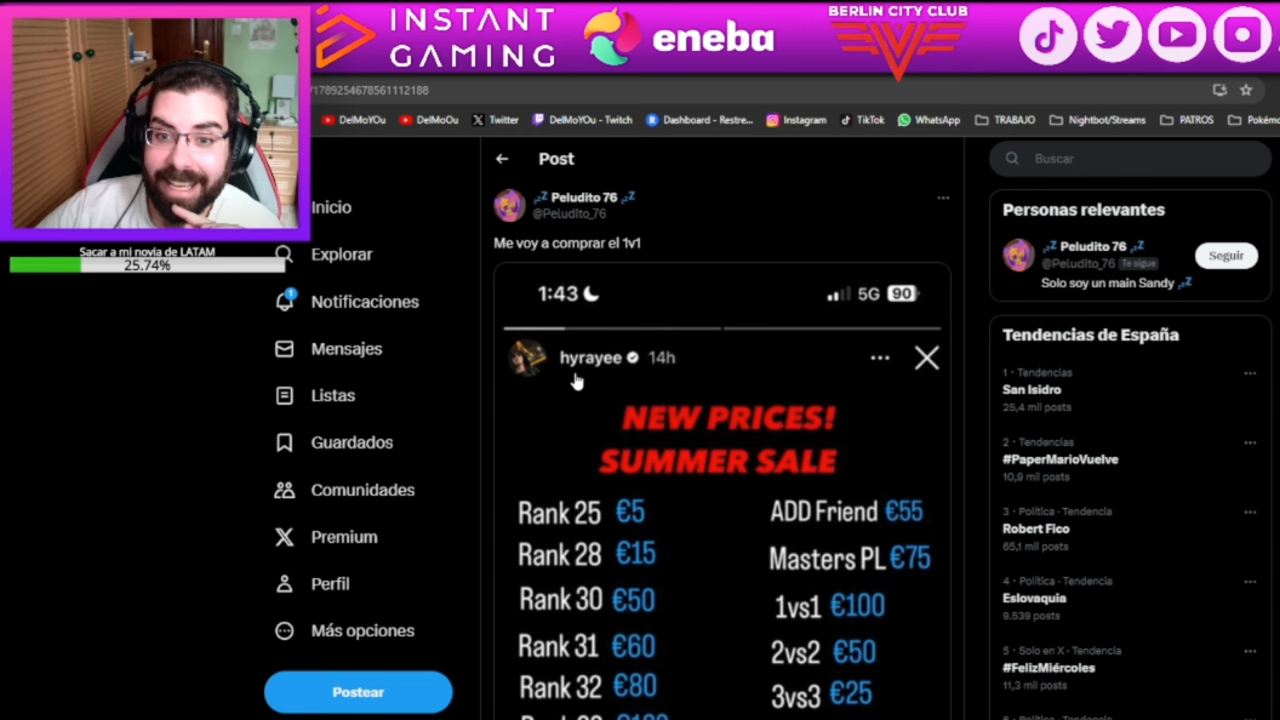 INSTANT
GAMING
eneba
BERLIN CITY CLUB
/1789254678561112188
DelMoYOu
DelMoOu
Twitter
DelMoYOu - Twitch
Dashboard - Restre...
Instagram
TikTok
WhatsApp
TRABAJO
Nightbot/Streams
PATROS
Sacar a mi novia de LATAM
25.74%
Inicio
Explorar
1
Notificaciones
Mensajes
Listas
Guardados
Comunidades
Premium
Perfil
Más opciones
Postear
Post
Peludito 76
@Peludito_76
Me voy a comprar el 1v1
1:43
5G 90
hyrayee 14h
NEW PRICES!
SUMMER SALE
Rank 25 €5
Rank 28 €15
Rank 30 €50
Rank 31 €60
Rank 32 €80
ADD Friend €55
Masters PL €75
1vs1 €100
2vs2 €50
3vs3 €25
Buscar
Personas relevantes
Peludito 76
@Peludito_76 Te sigue
Seguir
Solo soy un main Sandy
Tendencias de España
1 · Tendencias
San Isidro
25,4 mil posts
2 · Tendencias
#PaperMarioVuelve
10,9 mil posts
3 · Política · Tendencia
Robert Fico
65,1 mil posts
4 · Política · Tendencia
Eslovaquia
9.539 posts
5 · Solo en X · Tendencia
#FelizMiércoles
11,3 mil posts